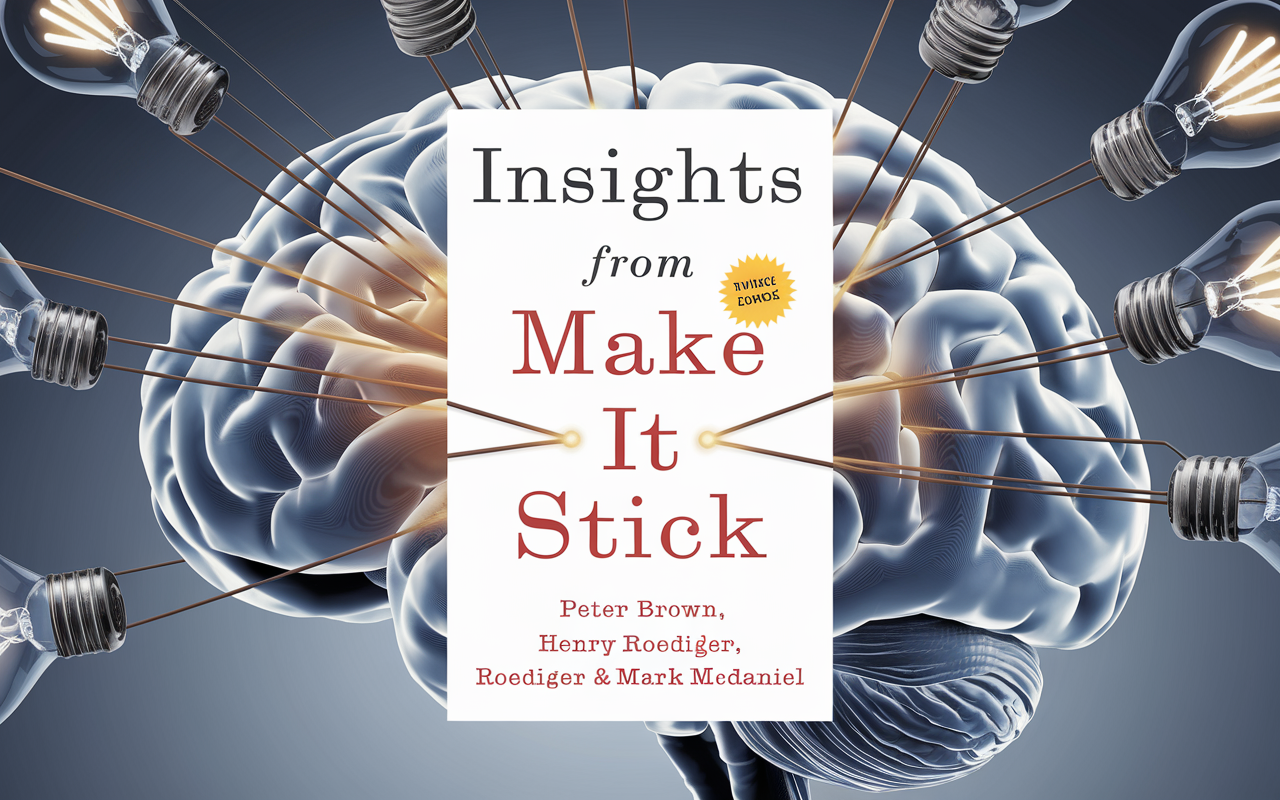 Insights
from
Make
It
Stick
Peter Brown,
Henry Roediger,
Roediger & Mark Mcdaniel